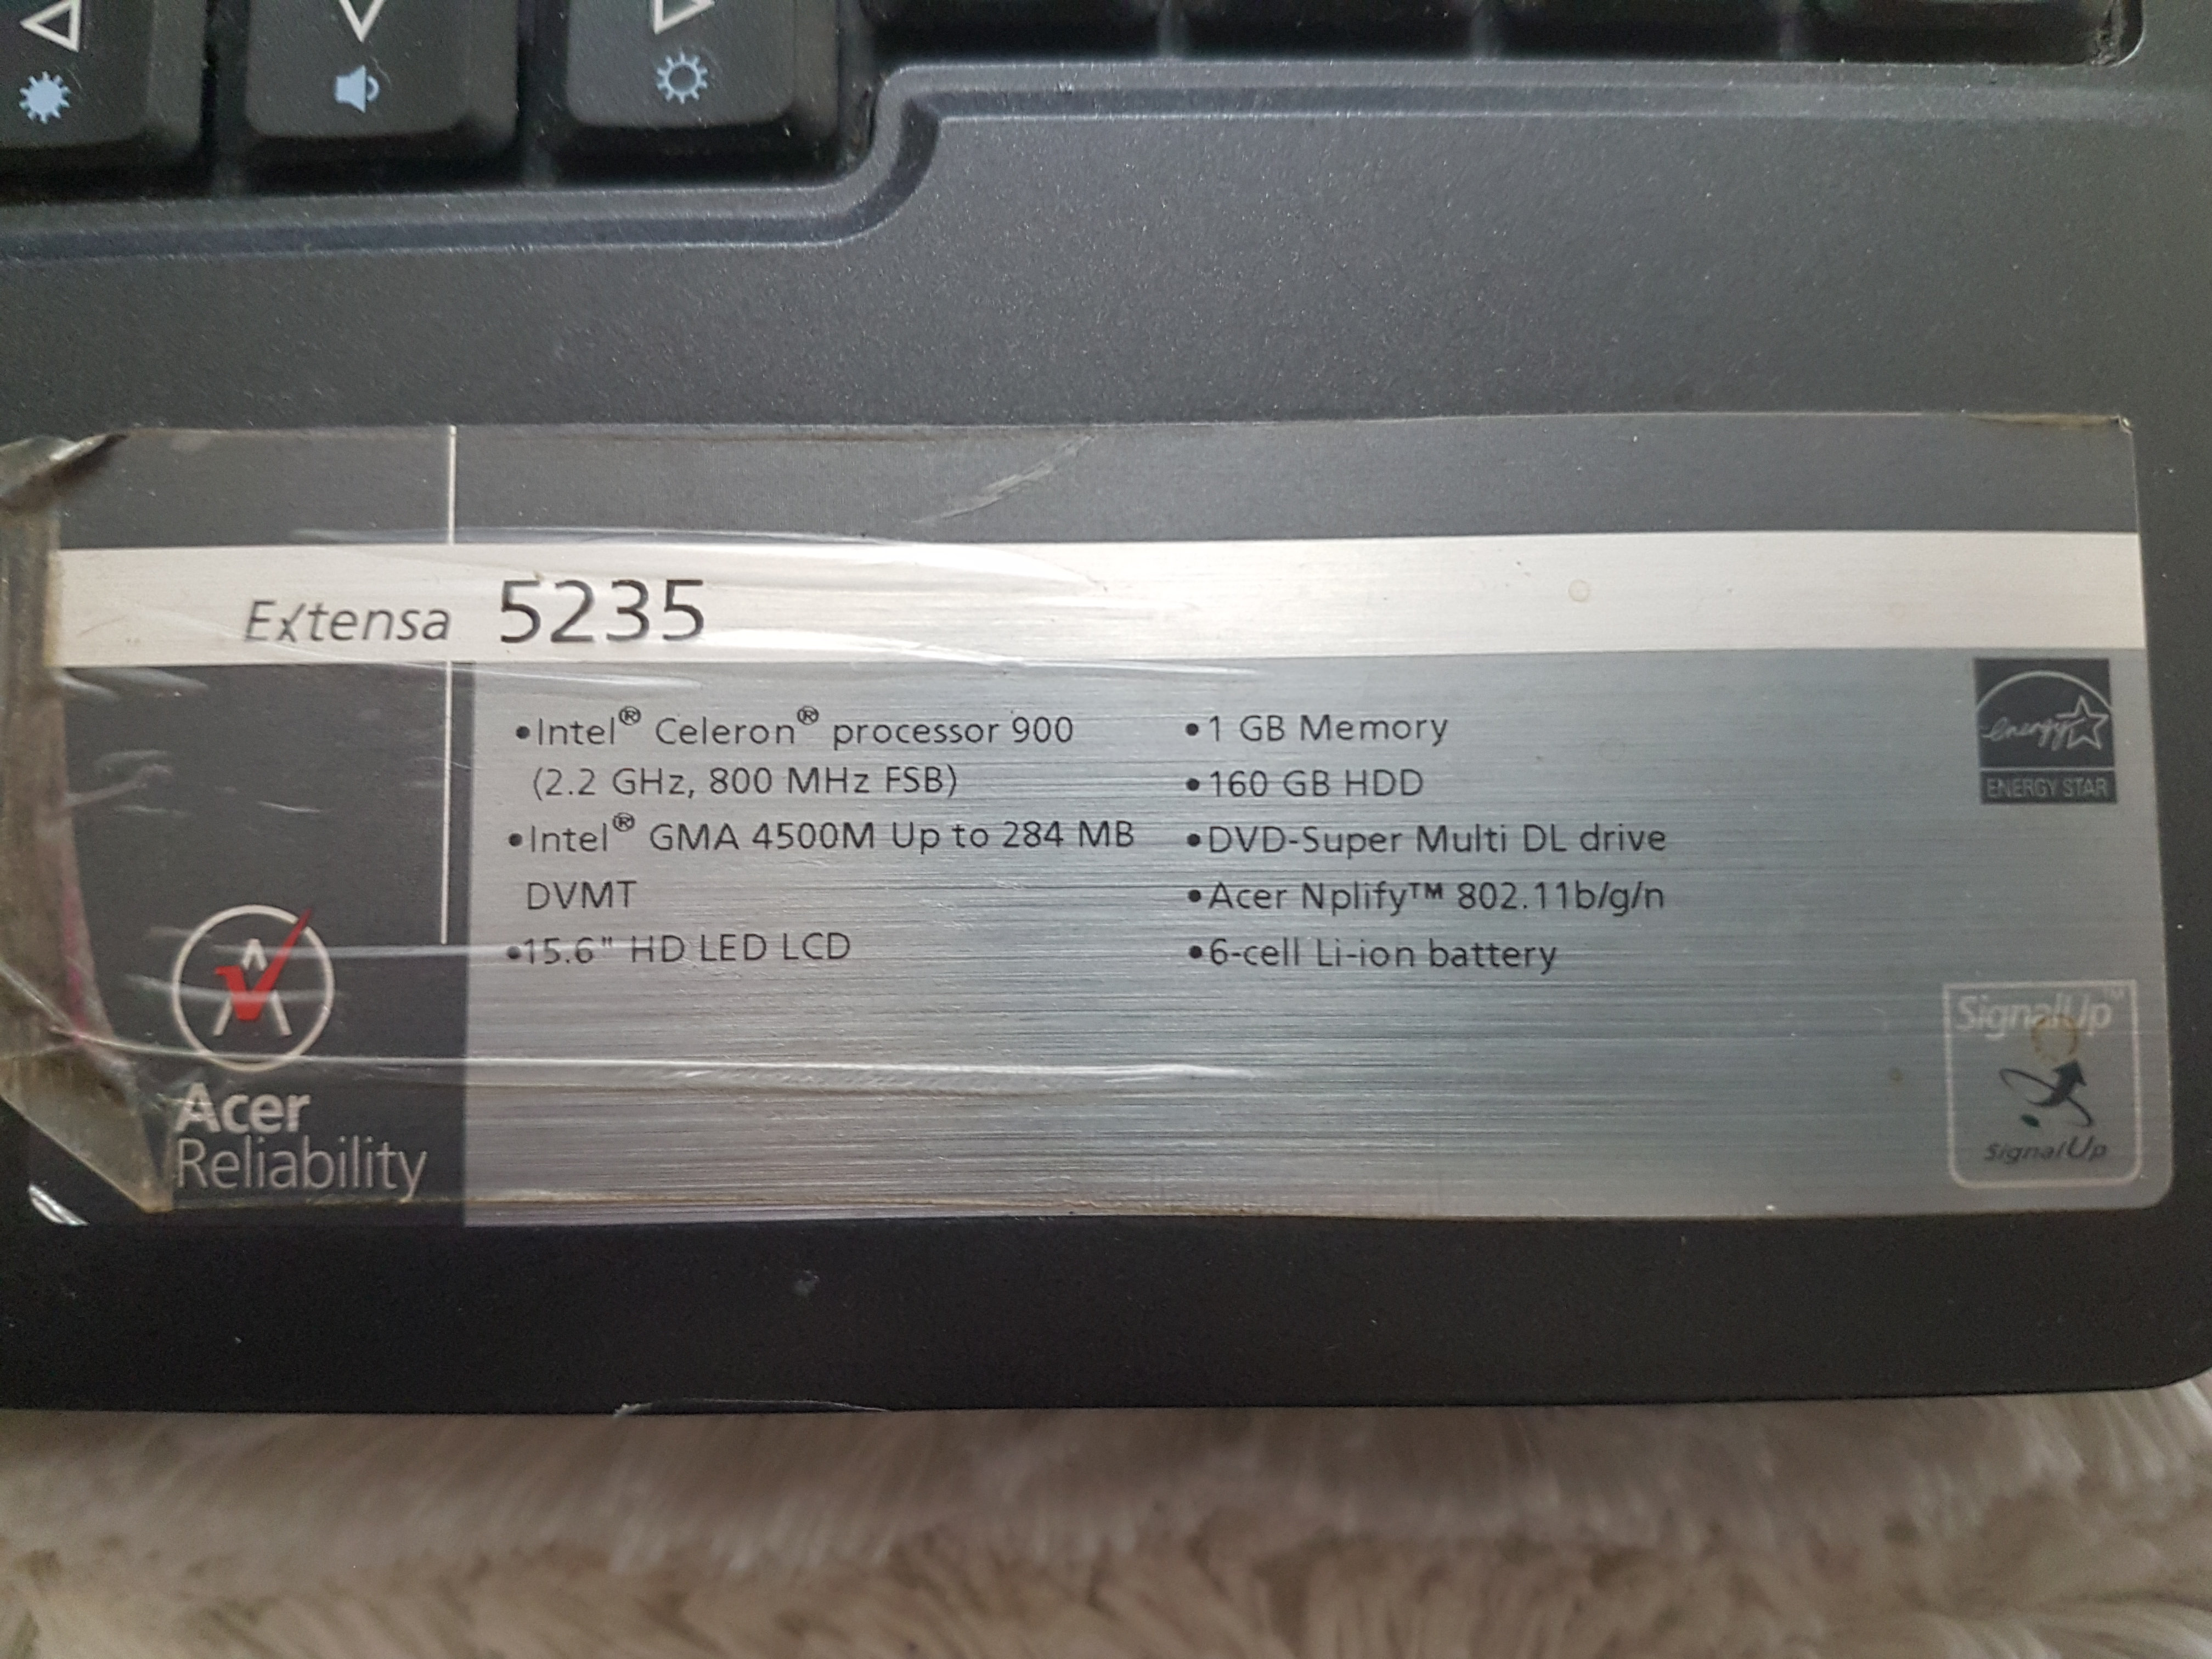 Extensa 5235
•Intel® Celeron® processor 900
(2.2 GHz, 800 MHz FSB)
•Intel® GMA 4500M Up to 284 MB
DVMT
•15.6" HD LED LCD
•1 GB Memory
•160 GB HDD
•DVD-Super Multi DL drive
•Acer Nplify™ 802.11b/g/n
•6-cell Li-ion battery
energy
ENERGY STAR
SignalUp™
SignalUp
Acer
Reliability